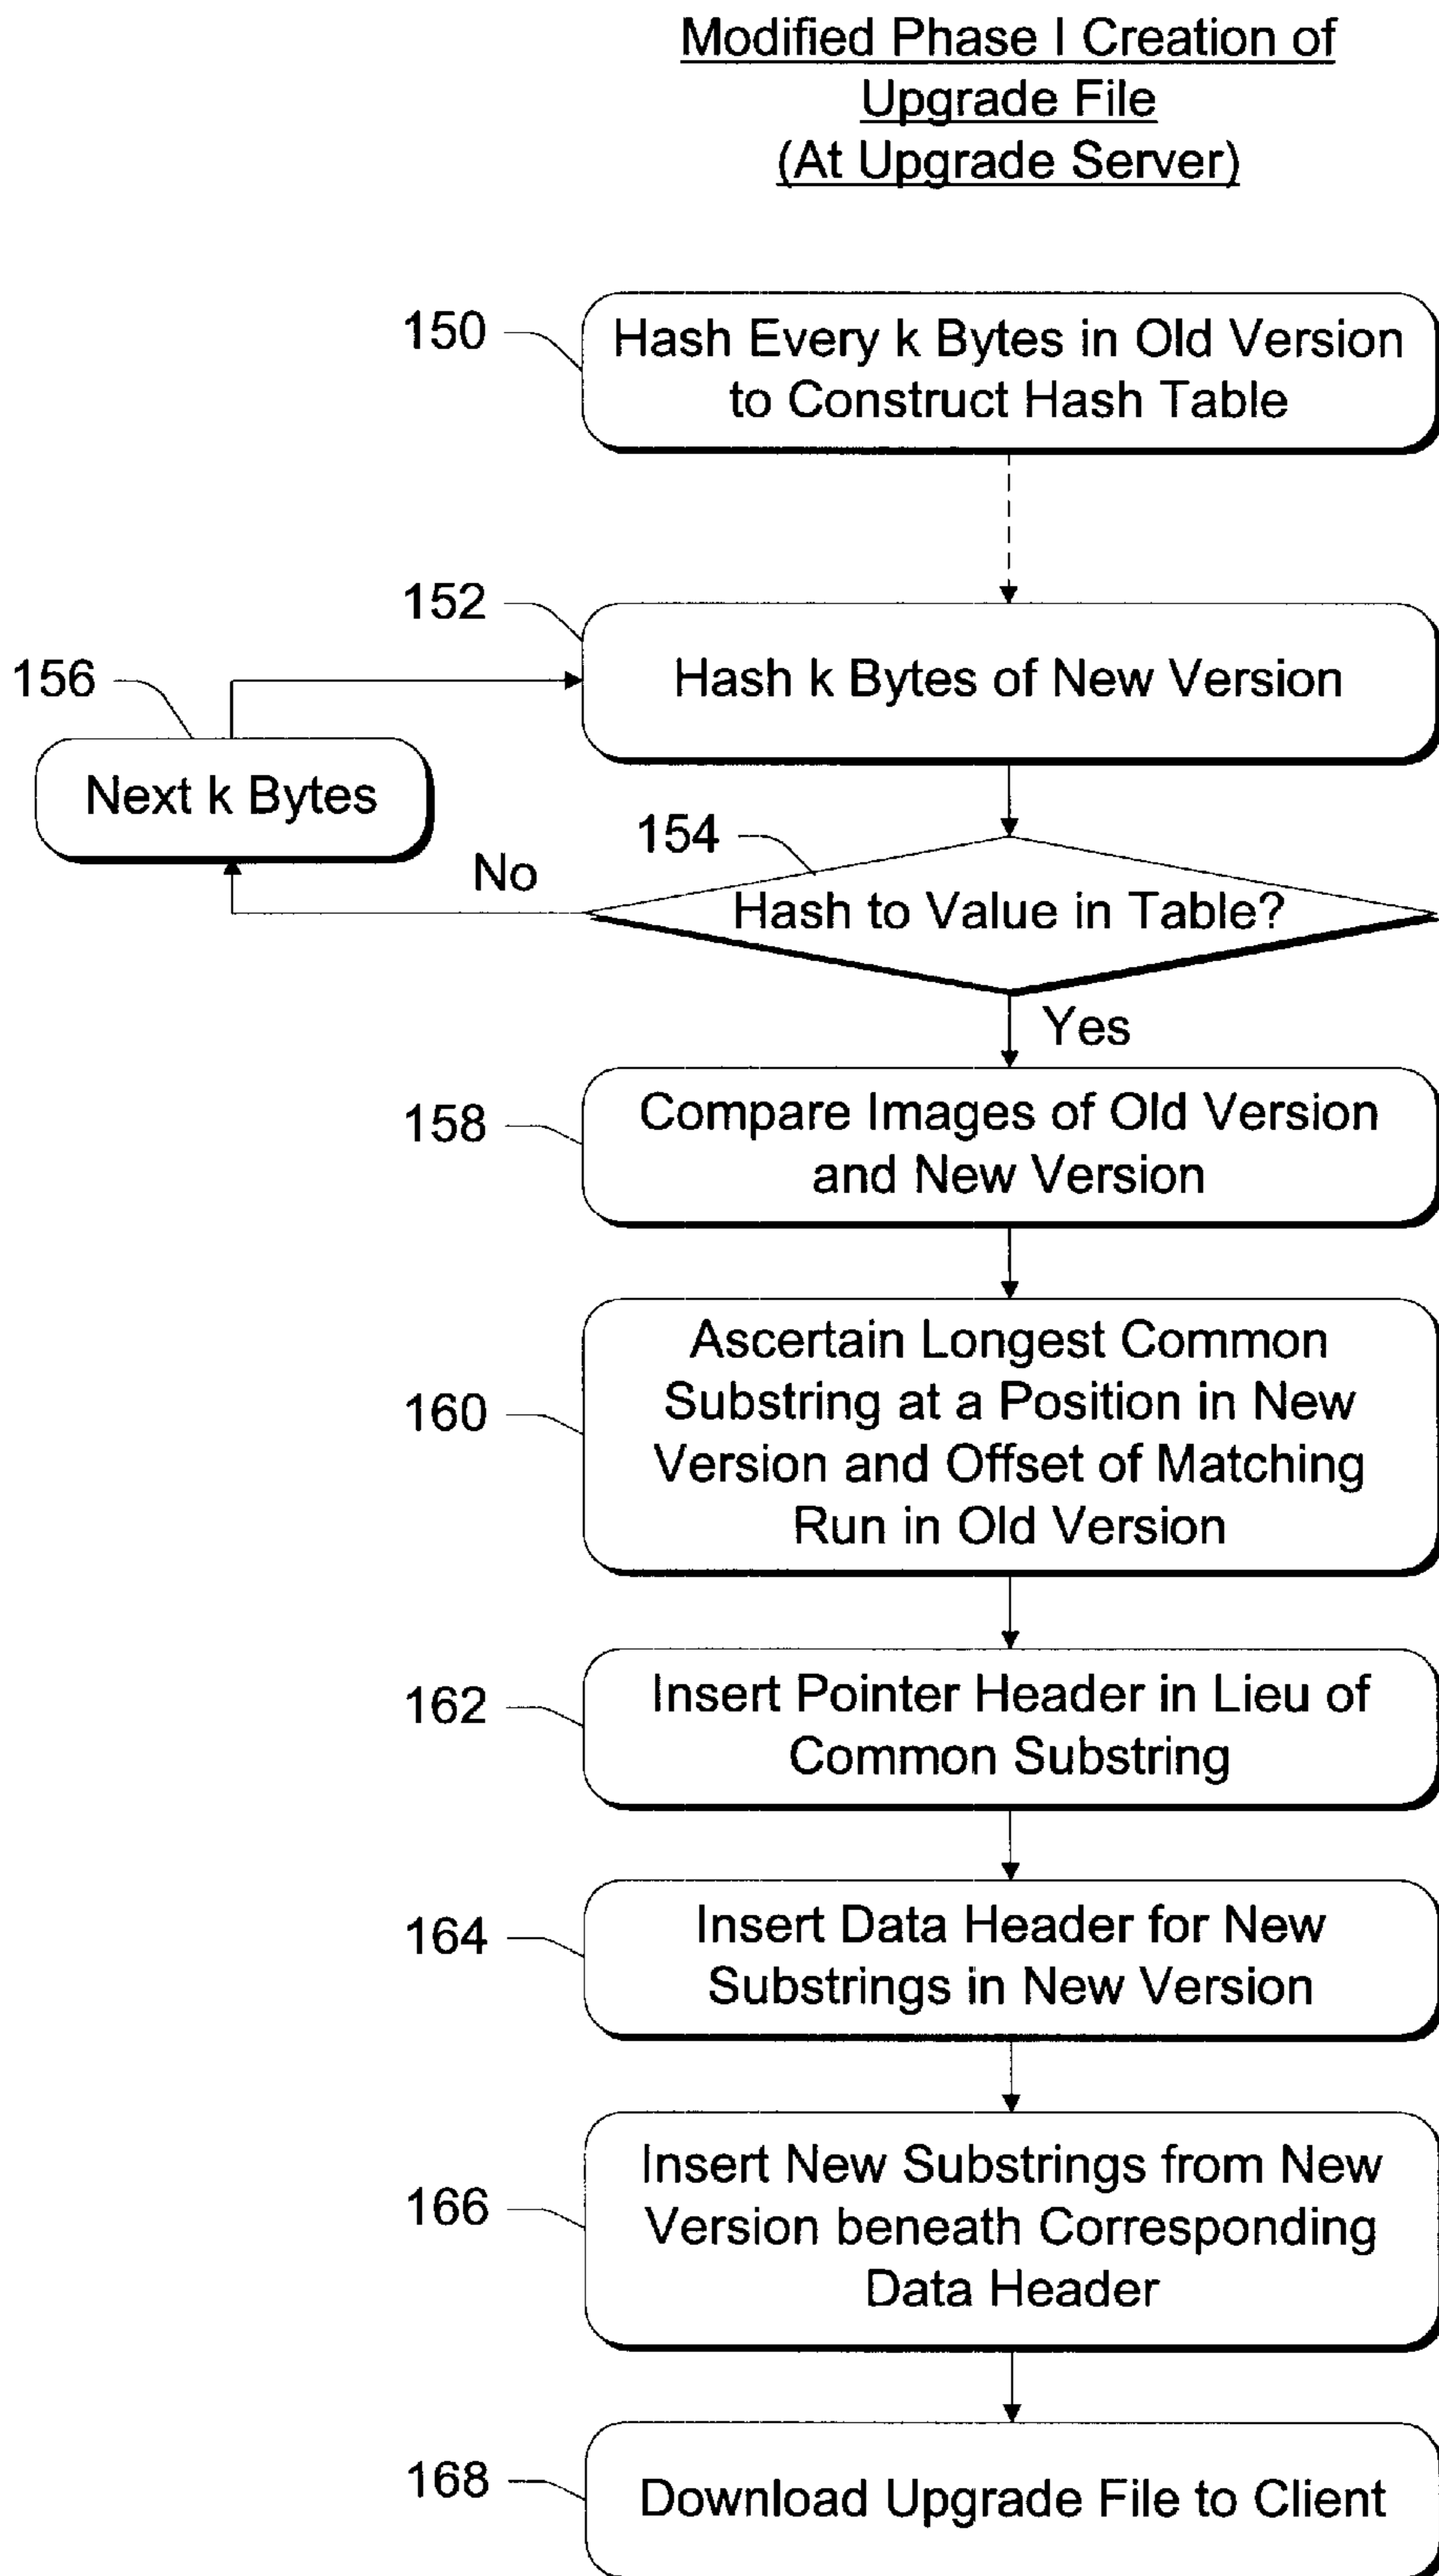 Modified Phase I Creation of
Upgrade File
(At Upgrade Server)
150
Hash Every k Bytes in Old Version
to Construct Hash Table
152
Hash k Bytes of New Version
156
Next k Bytes
154
No
Hash to Value in Table?
Yes
158
Compare Images of Old Version
and New Version
160
Ascertain Longest Common
Substring at a Position in New
Version and Offset of Matching
Run in Old Version
162
Insert Pointer Header in Lieu of
Common Substring
164
Insert Data Header for New
Substrings in New Version
166
Insert New Substrings from New
Version beneath Corresponding
Data Header
168
Download Upgrade File to Client